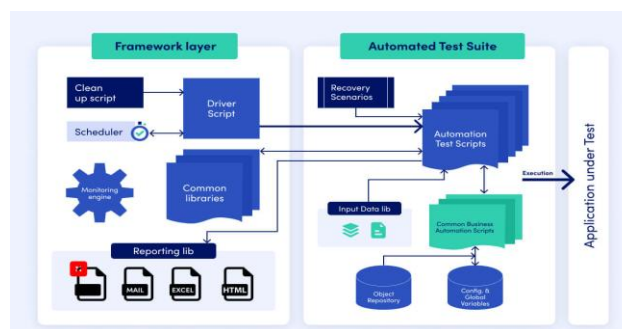 Framework layer
Automated Test Suite
Clean
up script
Driver
Script
Scheduler
Monitoring
engine
Common
libraries
Reporting lib
MAIL
EXCEL
HTML
Recovery
Scenarios
Automation
Test Scripts
Input Data lib
Common Business
Automation Scripts
Object
Repository
Config. &
Global
Variables
Execution
Application under Test